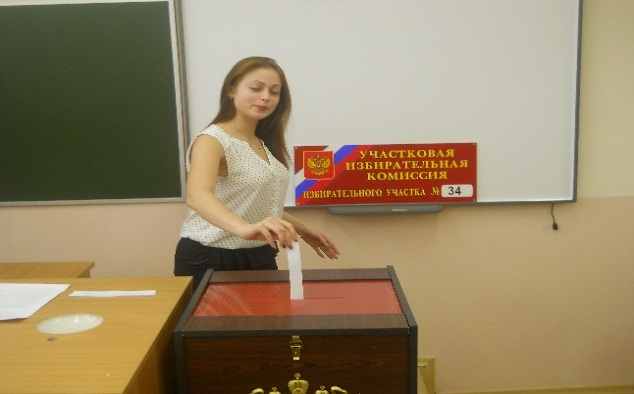 УЧАСТКОВАЯ
ИЗБИРАТЕЛЬНАЯ
КОМИССИЯ
ИЗБИРАТЕЛЬНОГО УЧАСТКА № 34